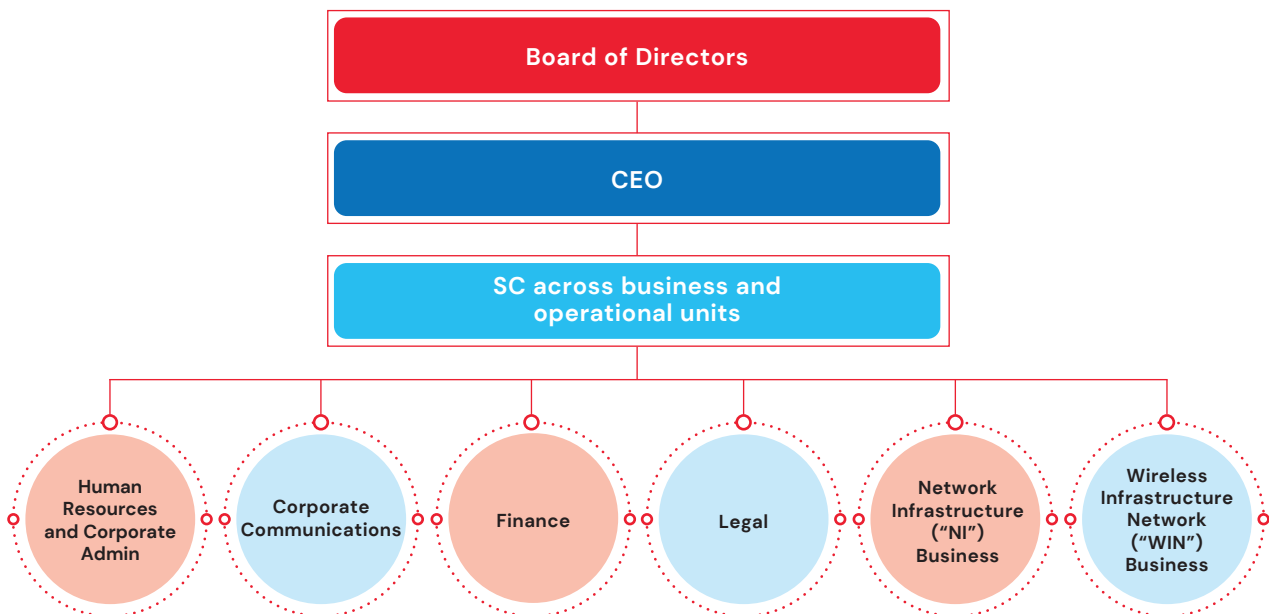 Board of Directors
CEO
SC across business and
operational units
Human
Resources
and Corporate
Admin
Corporate
Communications
Finance
Legal
Network
Infrastructure
(“NI”)
Business
Wireless
Infrastructure
Network
(“WIN”)
Business